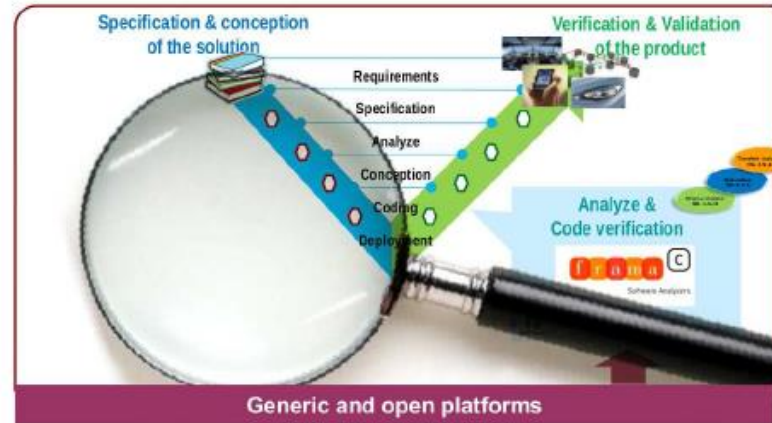 Specification & conception
of the solution
Verification & Validation
of the product
Requirements
Specification
Analyze
Conception
Coding
Deployment
Analyze &
Code verification
frama
C
Software Analyzers
Generic and open platforms